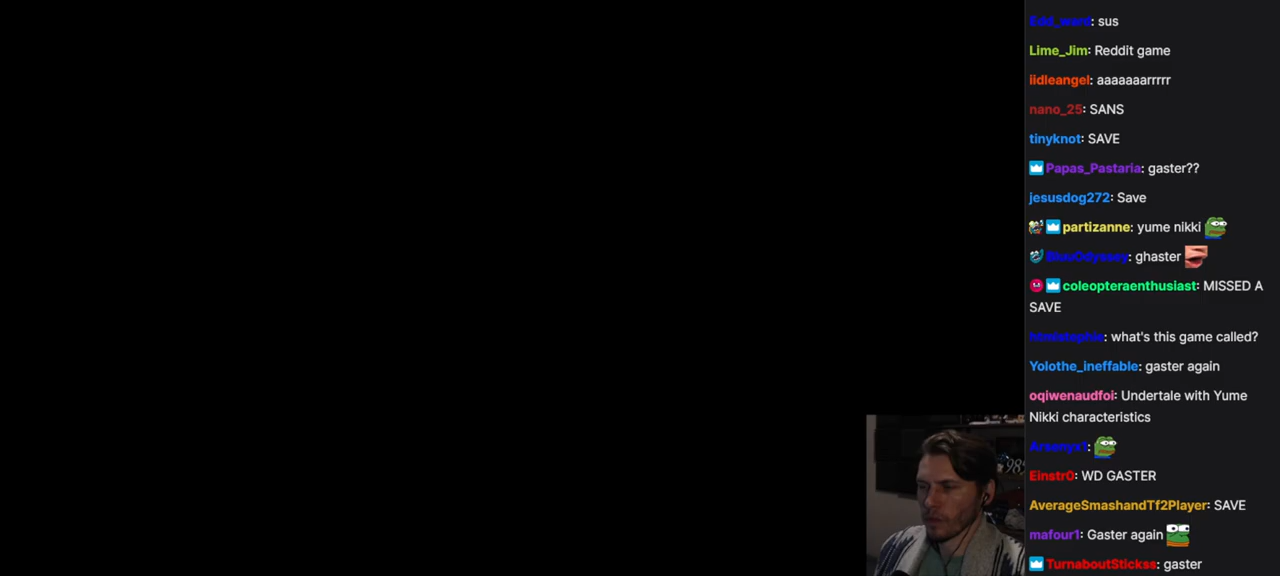 Edd_ward: sus
Lime_Jim: Reddit game
iidleangel: aaaaaaarrrrr
nano_25: SANS
tinyknot: SAVE
Papas_Pastaria: gaster??
jesusdog272: Save
partizanne: yume nikki
: ghaster
coleopteraenthusiast: MISSED A
SAVE
: what's this game called?
Yolothe_ineffable: gaster again
oqiwenaudfoi: Undertale with Yume
Nikki characteristics
Einstr0: WD GASTER
AverageSmashandTf2Player: SAVE
mafour1: Gaster again
TurnaboutStickss: gaster